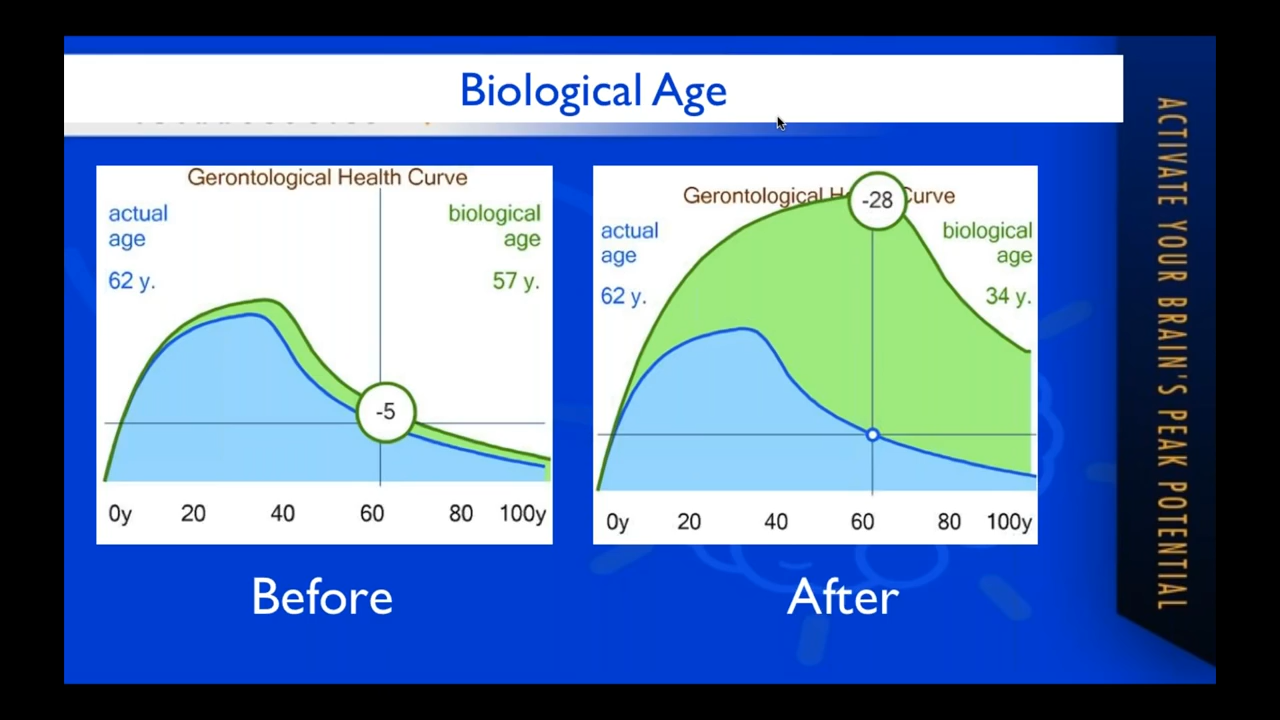 Biological Age
Gerontological Health Curve
actual
age
62 y.
biological
age
57 y.
-5
0y 20 40 60 80 100y
Before
Gerontological H Curve
-28
actual
age
62 y.
biological
age
34 y.
0y 20 40 60 80 100y
After
ACTIVATE YOUR BRAIN'S PEAK POTENTIAL